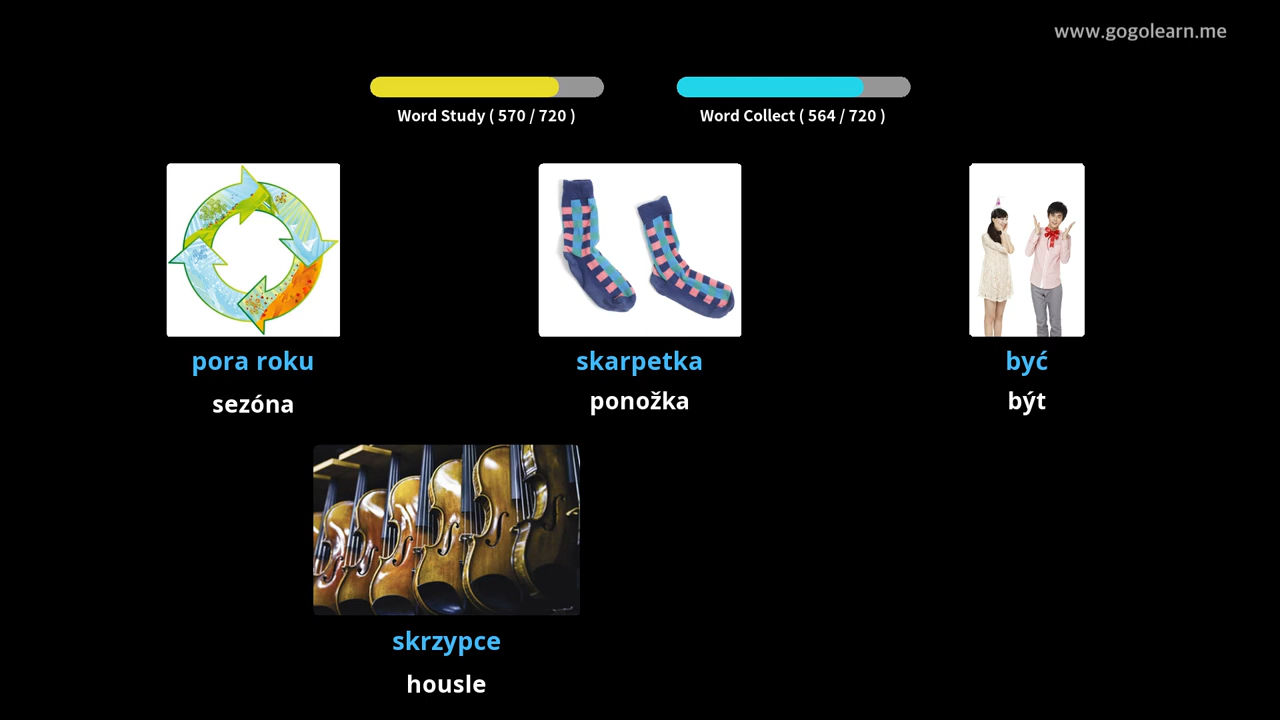 www.gogolearn.me
Word Study ( 570 / 720 )
Word Collect ( 564 / 720 )
pora roku
skarpetka
być
sezóna
ponožka
být
skrzypce
housle